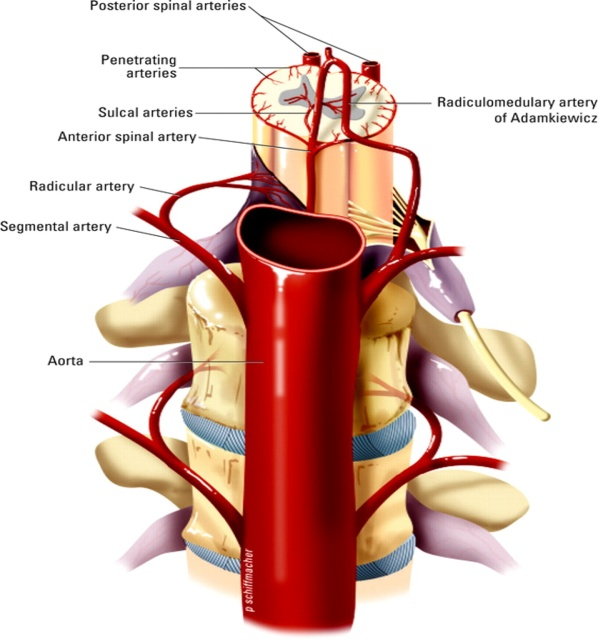 Posterior spinal arteries
Penetrating
arteries
Sulcal arteries
Radiculomedulary artery
of Adamkiewicz
Anterior spinal artery
Radicular artery
Segmental artery
Aorta
p schiffmacher